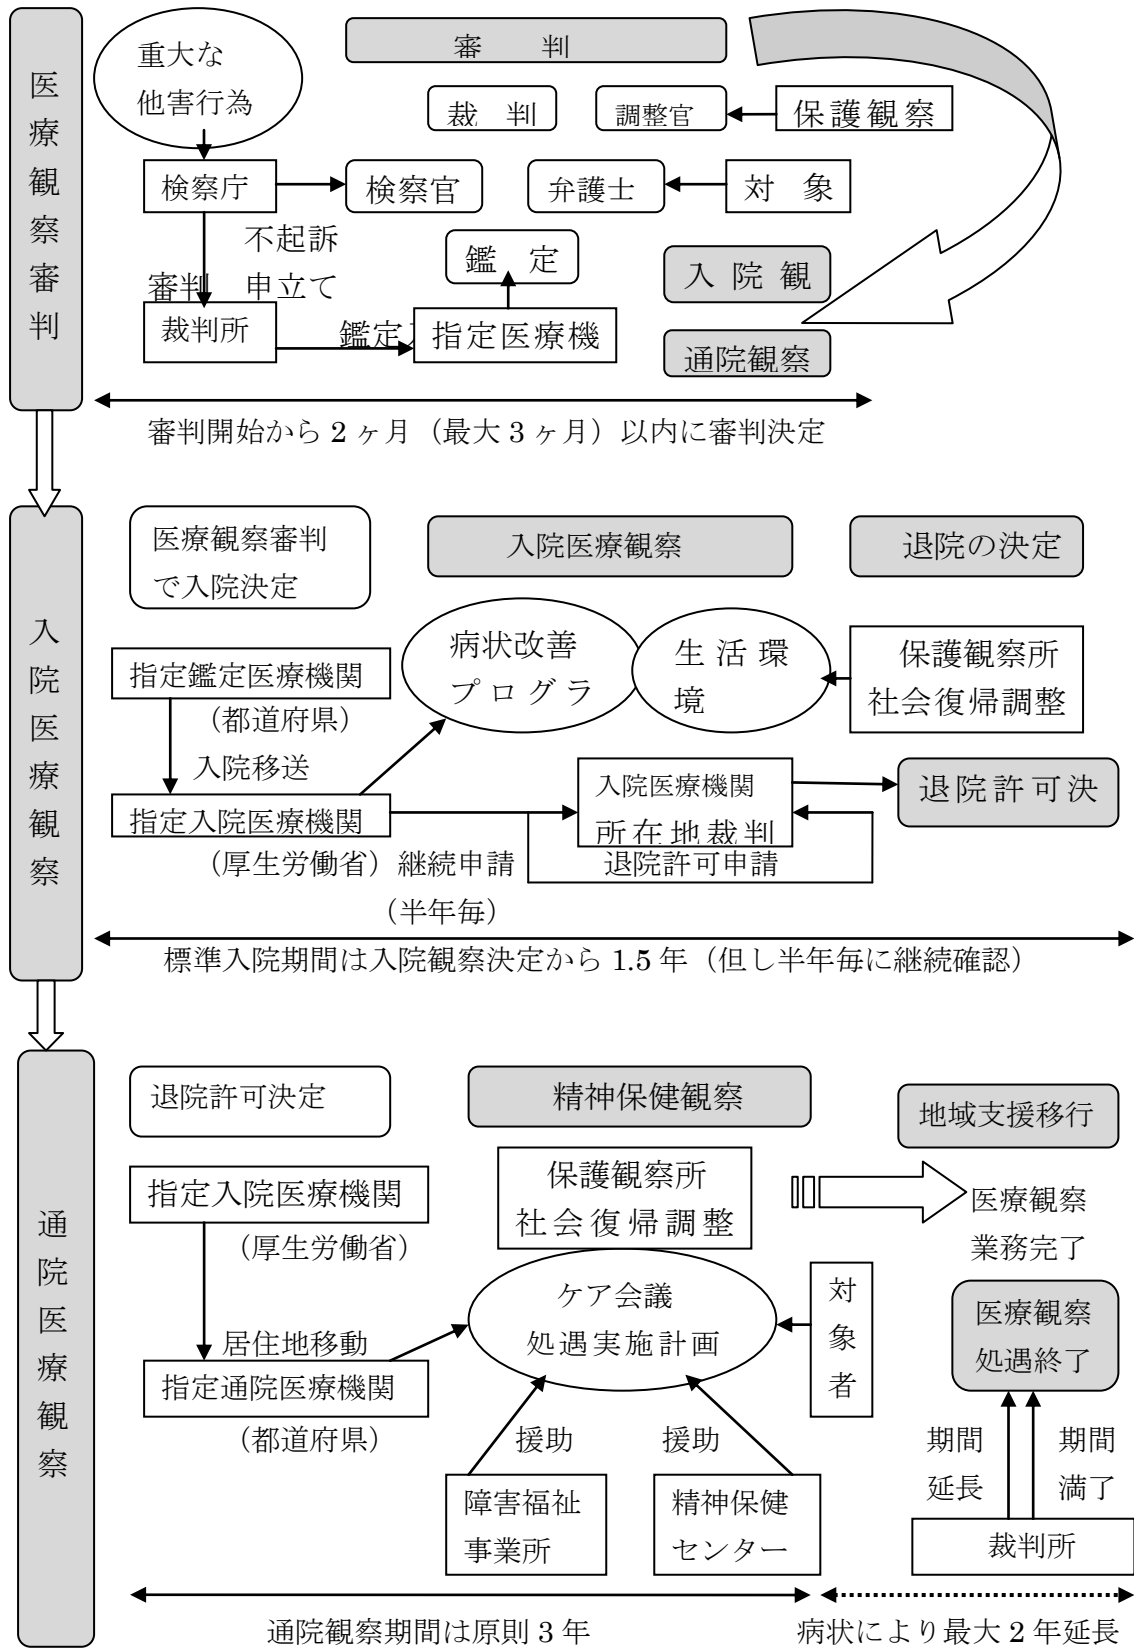 医療観察審判
重大な
他害行為
審　判
裁　判
調整官
保護観察
検察庁
検察官
弁護士
対　象
不起訴
審判　申立て
鑑　定
入 院 観
裁判所
鑑定
指定医療機
通院観察
審判開始から 2 ヶ月（最大 3 ヶ月）以内に審判決定
入院医療観察
医療観察審判
で入院決定
入院医療観察
退院の決定
病状改善
プログラ
生 活 環
境
保護観察所
社会復帰調整
指定鑑定医療機関
（都道府県）
入院移送
指定入院医療機関
（厚生労働省）
継続申請
（半年毎）
入院医療機関
所在地裁判
退院許可申請
退院許可決
標準入院期間は入院観察決定から 1.5 年（但し半年毎に継続確認）
通院医療観察
退院許可決定
精神保健観察
地域支援移行
指定入院医療機関
（厚生労働省）
保護観察所
社会復帰調整
医療観察
業務完了
ケア会議
処遇実施計画
対象者
居住地移動
指定通院医療機関
（都道府県）
医療観察
処遇終了
援助
援助
期間
延長
期間
満了
障害福祉
事業所
精神保健
センター
裁判所
通院観察期間は原則 3 年
病状により最大 2 年延長